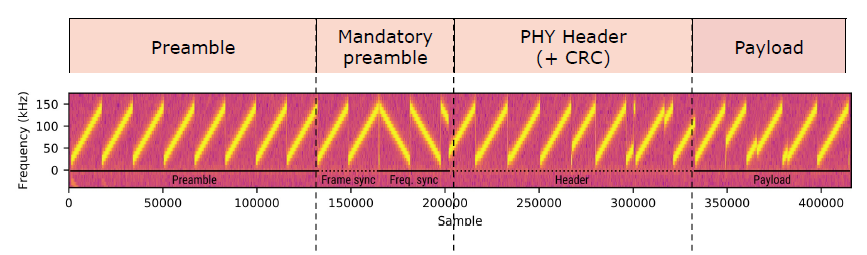 Preamble
Mandatory
preamble
PHY Header
(+ CRC)
Payload
Frequency (kHz)
150
100
50
0
Preamble
Frame sync
Freq. sync
Header
Payload
0
50000
100000
150000
200000
250000
300000
350000
400000
Sample